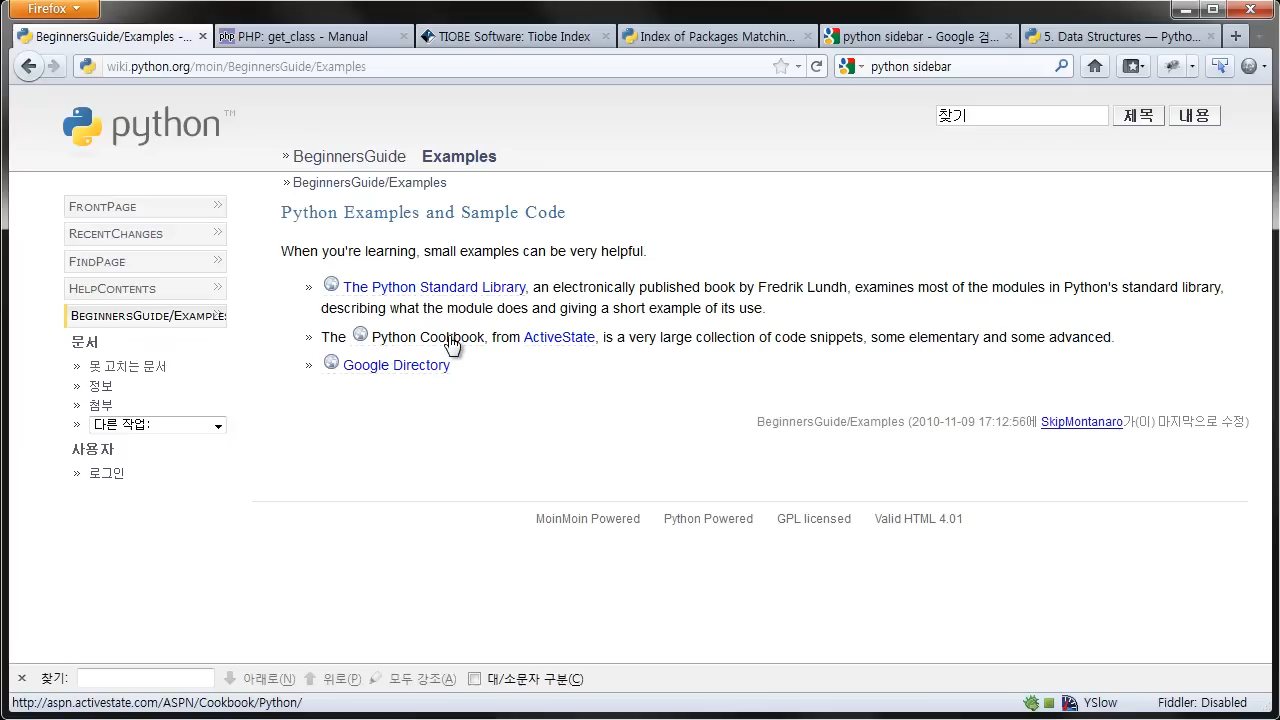 Firefox
BeginnersGuide/Examples -...
PHP: get_class - Manual
TIOBE Software: Tiobe Index
Index of Packages Matchin...
python sidebar - Google 검...
5. Data Structures — Pytho...
wiki.python.org/moin/BeginnersGuide/Examples
python sidebar
python™
찾기
제목
내용
» BeginnersGuide Examples
» BeginnersGuide/Examples
FRONTPAGE »
RECENTCHANGES »
FINDPAGE »
HELPCONTENTS »
BEGINNERSGUIDE/EXAMPLES
문서
» 못 고치는 문서
» 정보
» 첨부
» 다른 작업:
사용자
» 로그인
Python Examples and Sample Code
When you're learning, small examples can be very helpful.
» The Python Standard Library, an electronically published book by Fredrik Lundh, examines most of the modules in Python's standard library,
describing what the module does and giving a short example of its use.
» The Python Cookbook, from ActiveState, is a very large collection of code snippets, some elementary and some advanced.
» Google Directory
BeginnersGuide/Examples (2010-11-09 17:12:56에 SkipMontanaro가(이) 마지막으로 수정)
MoinMoin Powered
Python Powered
GPL licensed
Valid HTML 4.01
찾기:
아래로(N)
위로(P)
모두 강조(A)
대/소문자 구분(C)
http://aspn.activestate.com/ASPN/Cookbook/Python/
YSlow
Fiddler: Disabled